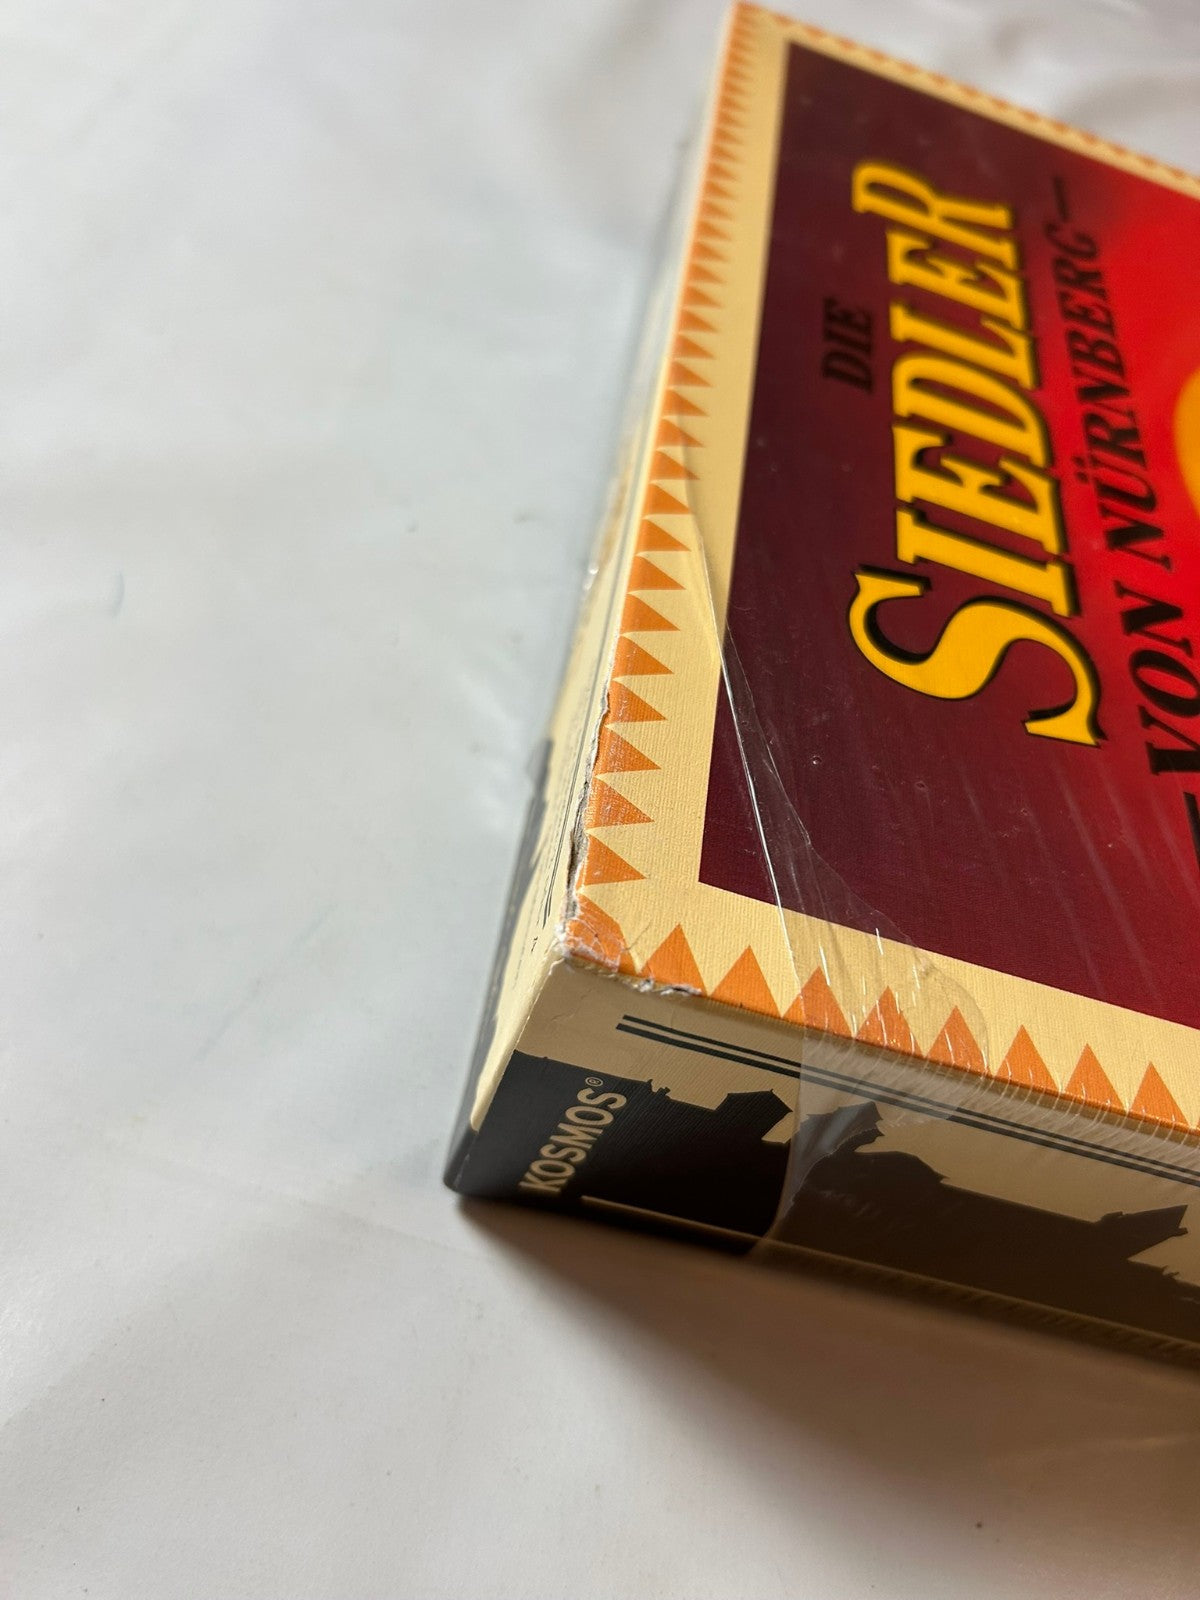 DIE
SIEDLER
VON NÜRNBERG
KOSMOS®